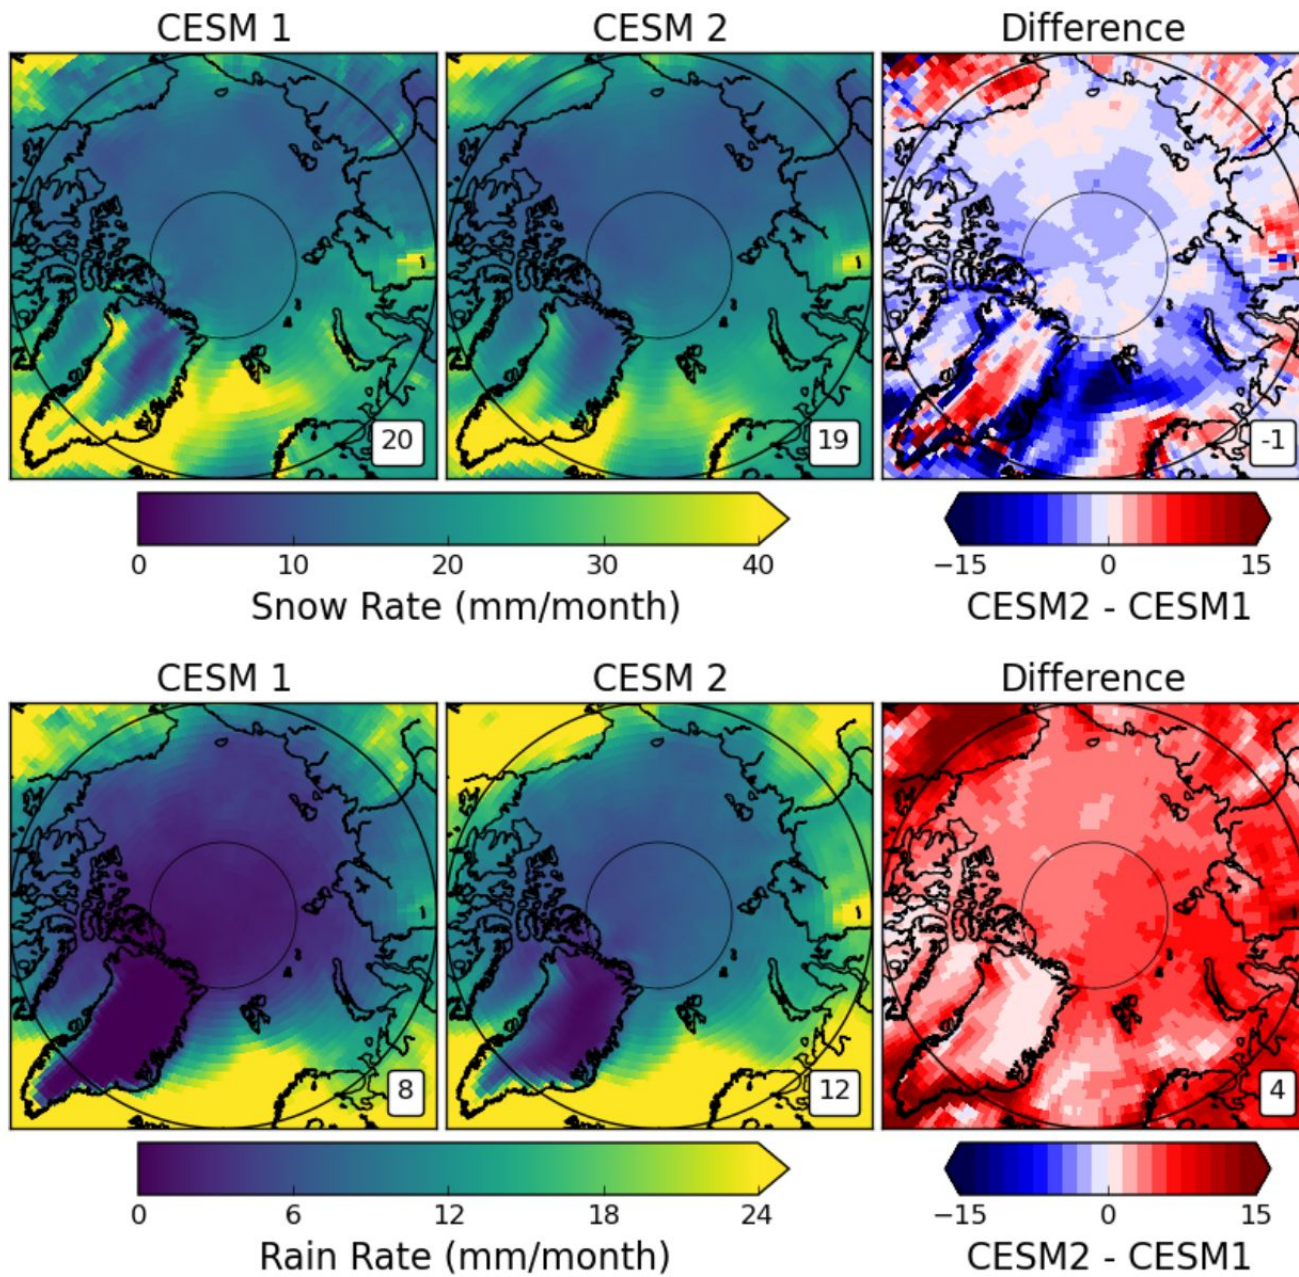 CESM 1 CESM 2 Difference
20 19 -1
0 10 20 30 40 −15 0 15
Snow Rate (mm/month) CESM2 - CESM1
CESM 1 CESM 2 Difference
8 12 4
0 6 12 18 24 −15 0 15
Rain Rate (mm/month) CESM2 - CESM1